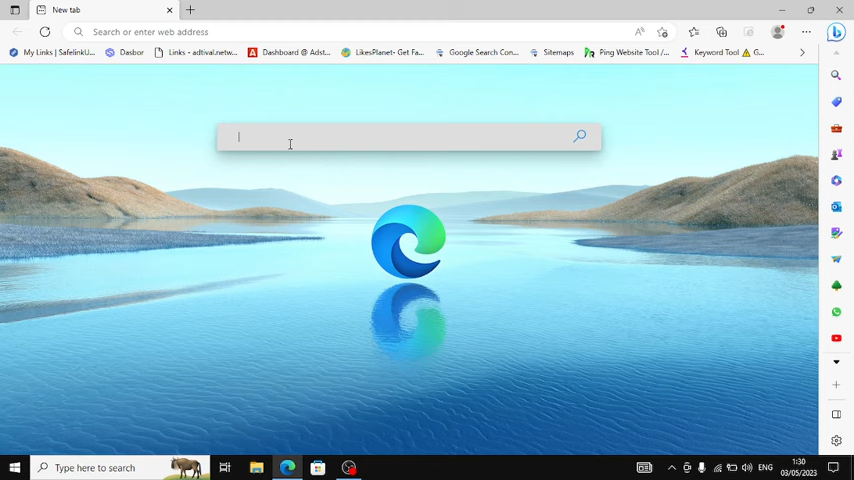 New tab
Search or enter web address
My Links | SafelinkU...
Dasbor
Links - adtival.netw...
Dashboard @ Adst...
LikesPlanet- Get Fa...
Google Search Con...
Sitemaps
Ping Website Tool /...
Keyword Tool ⚠ G...
Type here to search
ENG
1:30
03/05/2023